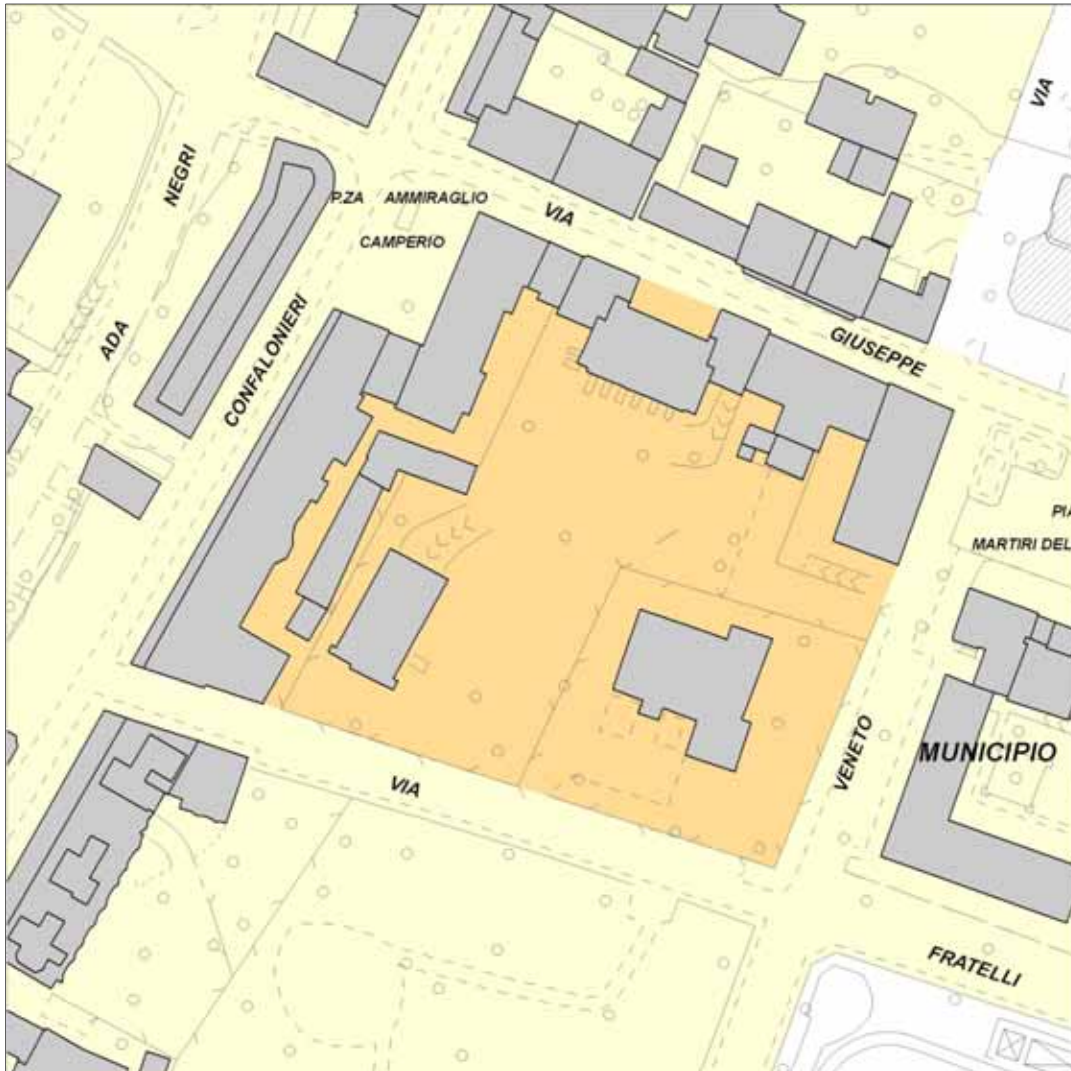 VIA
NEGRI
P.ZA AMMIRAGLIO
CAMPERIO
VIA
ADA
CONFALONIERI
GIUSEPPE
PIA
MARTIRI DEL
VENETO
MUNICIPIO
VIA
FRATELLI